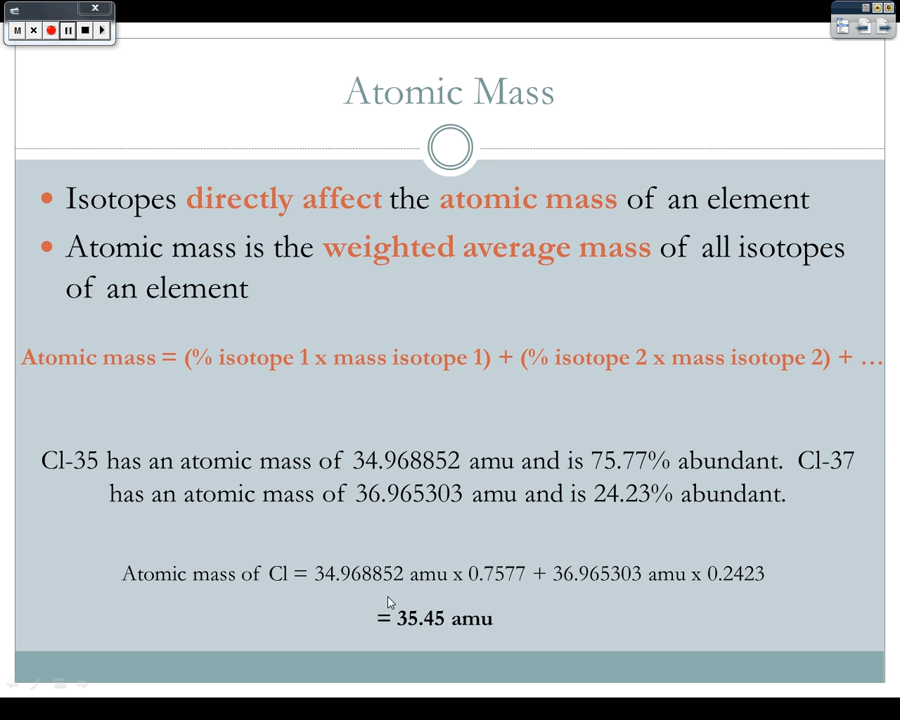 M
Atomic Mass
• Isotopes directly affect the atomic mass of an element
• Atomic mass is the weighted average mass of all isotopes
of an element
Atomic mass = (% isotope 1 x mass isotope 1) + (% isotope 2 x mass isotope 2) + …
Cl-35 has an atomic mass of 34.968852 amu and is 75.77% abundant. Cl-37
has an atomic mass of 36.965303 amu and is 24.23% abundant.
Atomic mass of Cl = 34.968852 amu x 0.7577 + 36.965303 amu x 0.2423
= 35.45 amu